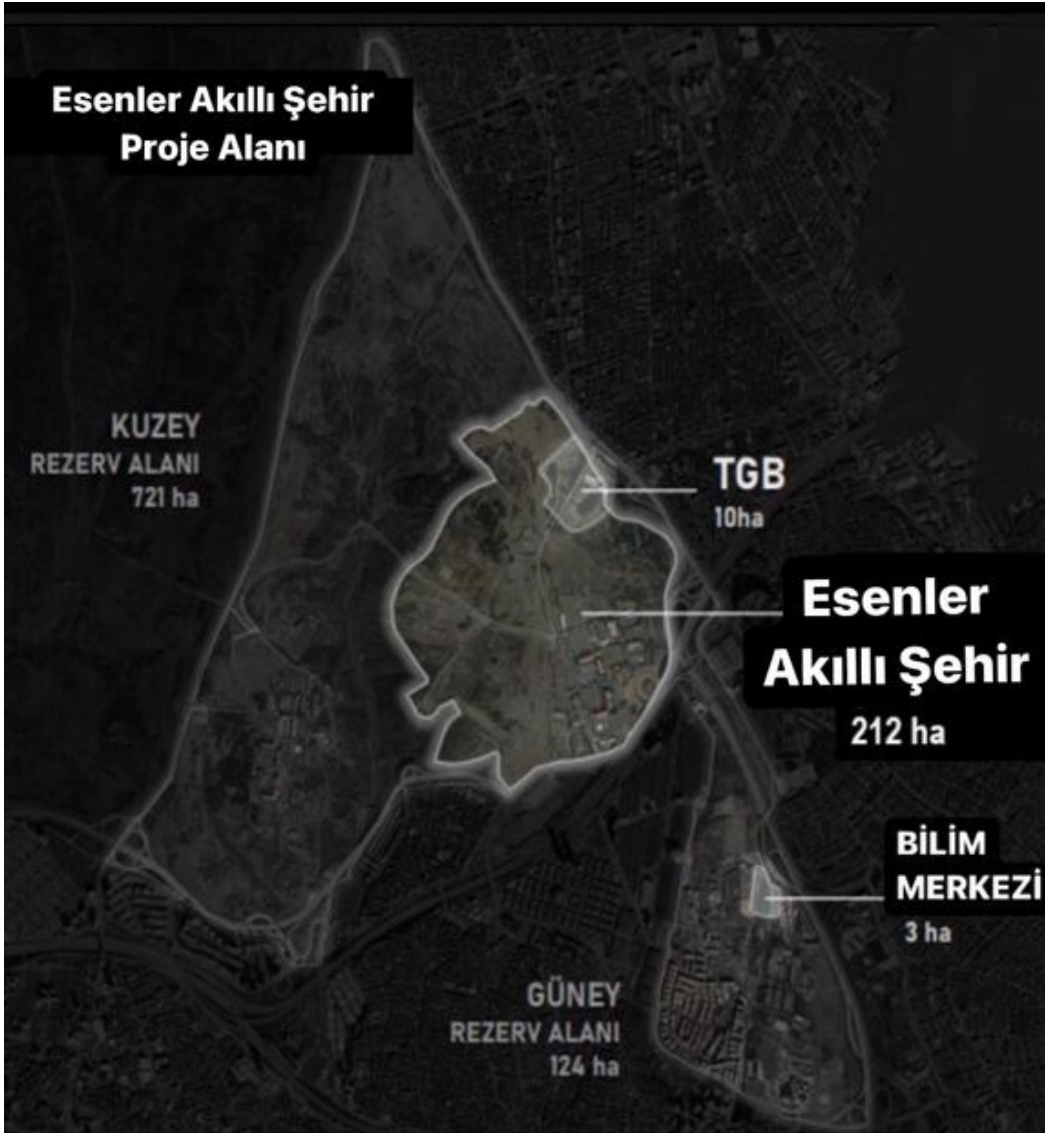 Esenler Akıllı Şehir
Proje Alanı
KUZEY
REZERV ALANI
721 ha
TGB
10ha
Esenler
Akıllı Şehir
212 ha
BİLİM
MERKEZİ
3 ha
GÜNEY
REZERV ALANI
124 ha